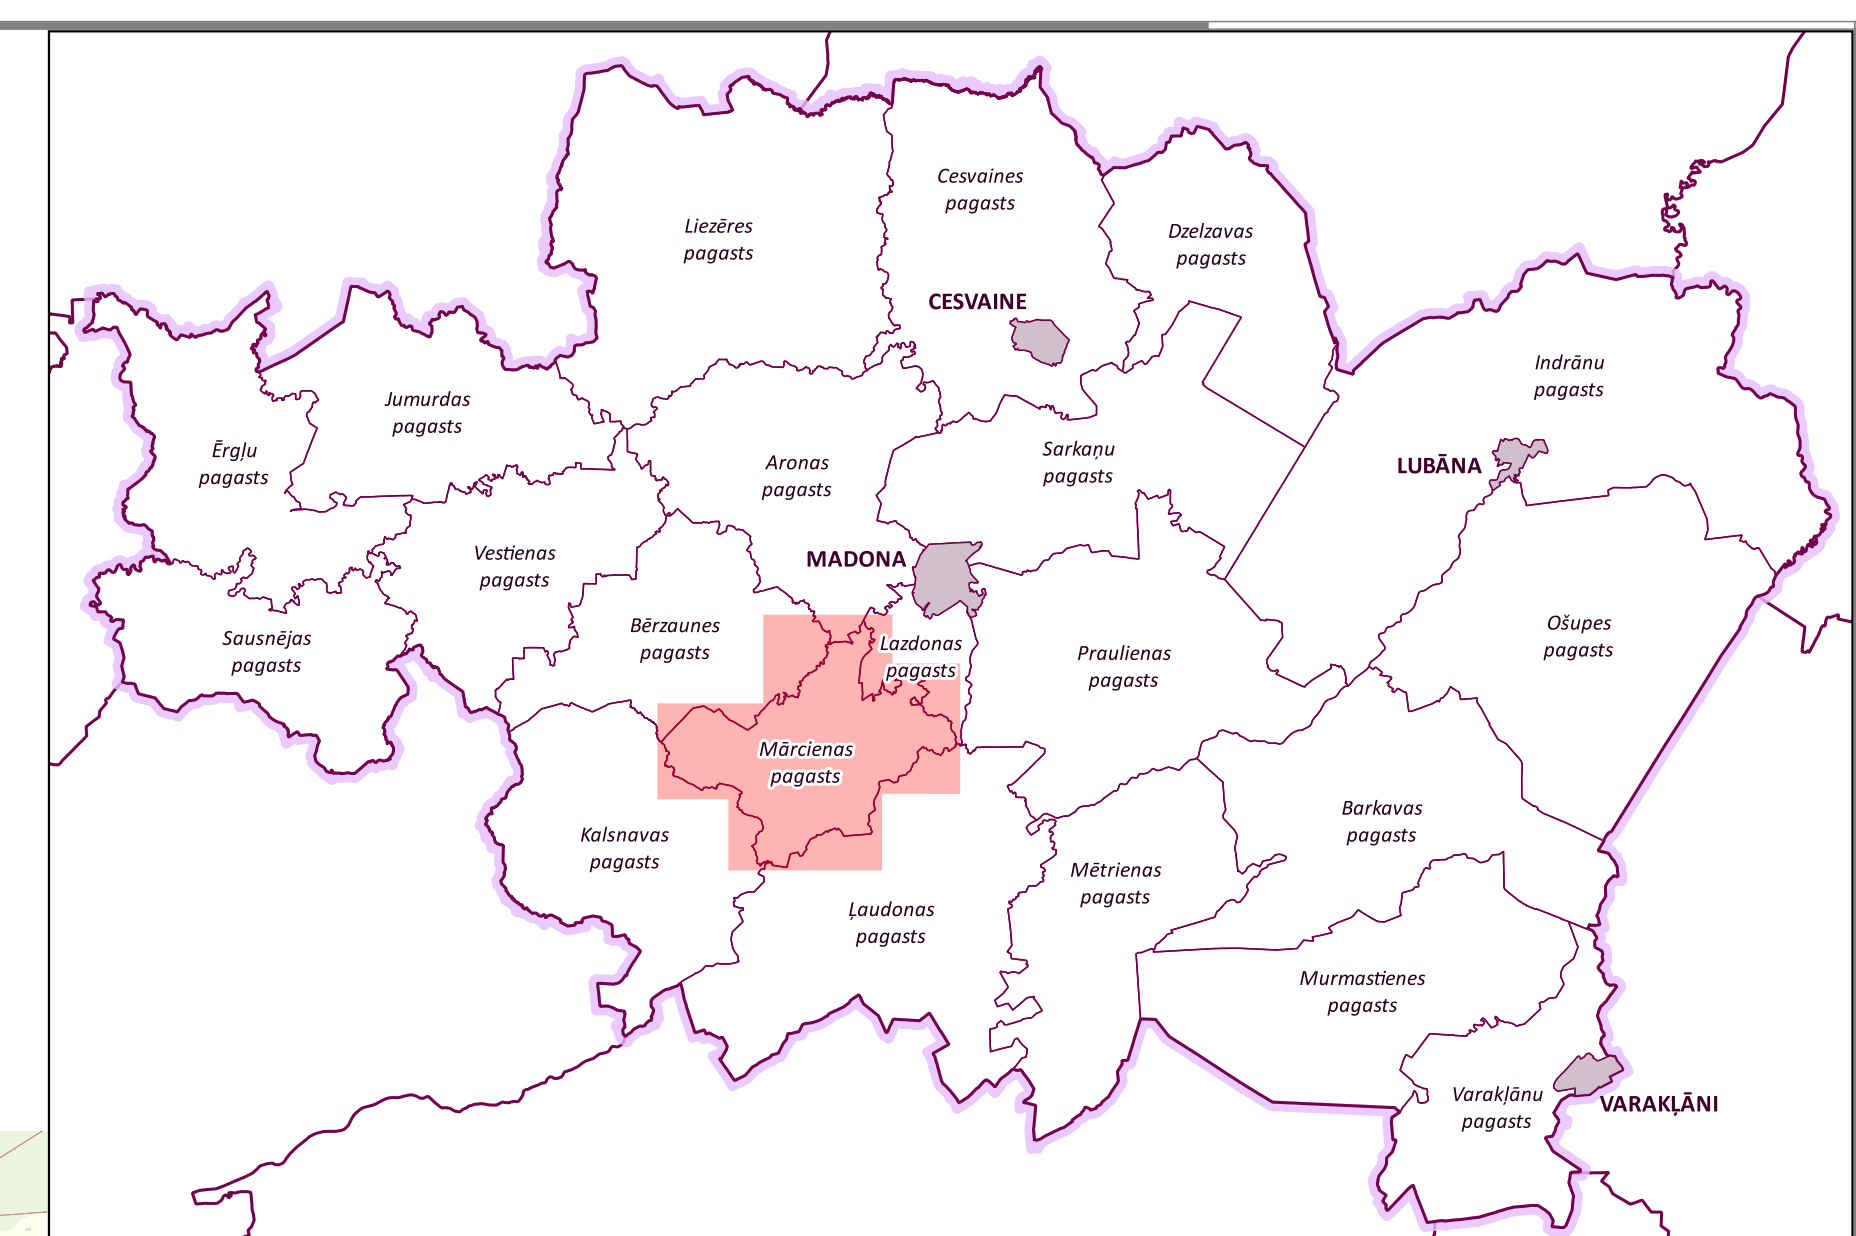 Cesvaines
pagasts
Liezēres
pagasts
Dzelzavas
pagasts
CESVAINE
Indrānu
pagasts
Jumurdas
pagasts
Ērgļu
pagasts
Aronas
pagasts
Sarkaņu
pagasts
LUBĀNA
Vestienas
pagasts
MADONA
Sausnējas
pagasts
Bērzaunes
pagasts
Lazdonas
pagasts
Praulienas
pagasts
Ošupes
pagasts
Mārcienas
pagasts
Kalsnavas
pagasts
Barkavas
pagasts
Mētrienas
pagasts
Ļaudonas
pagasts
Murmastienes
pagasts
Varakļānu
pagasts
VARAKĻĀNI